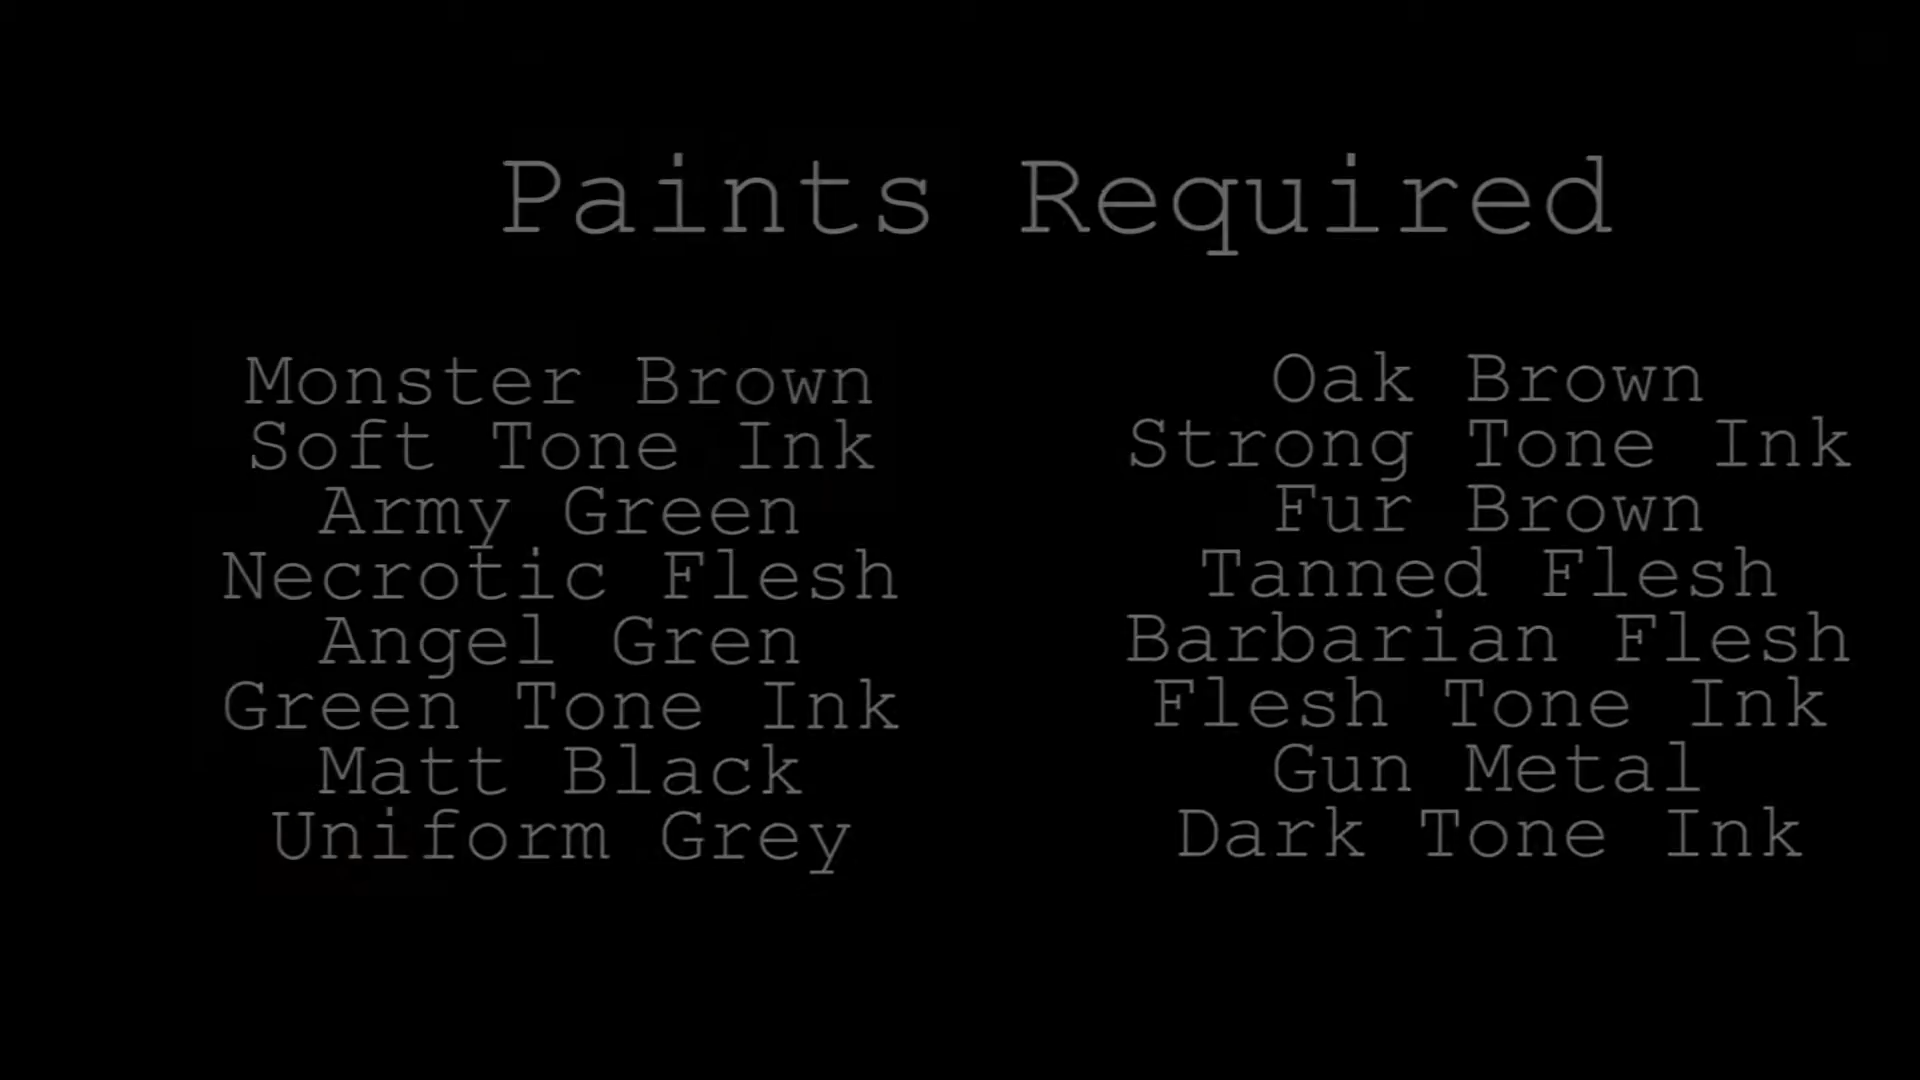 Paints Required
Monster Brown
Soft Tone Ink
Army Green
Necrotic Flesh
Angel Gren
Green Tone Ink
Matt Black
Uniform Grey
Oak Brown
Strong Tone Ink
Fur Brown
Tanned Flesh
Barbarian Flesh
Flesh Tone Ink
Gun Metal
Dark Tone Ink